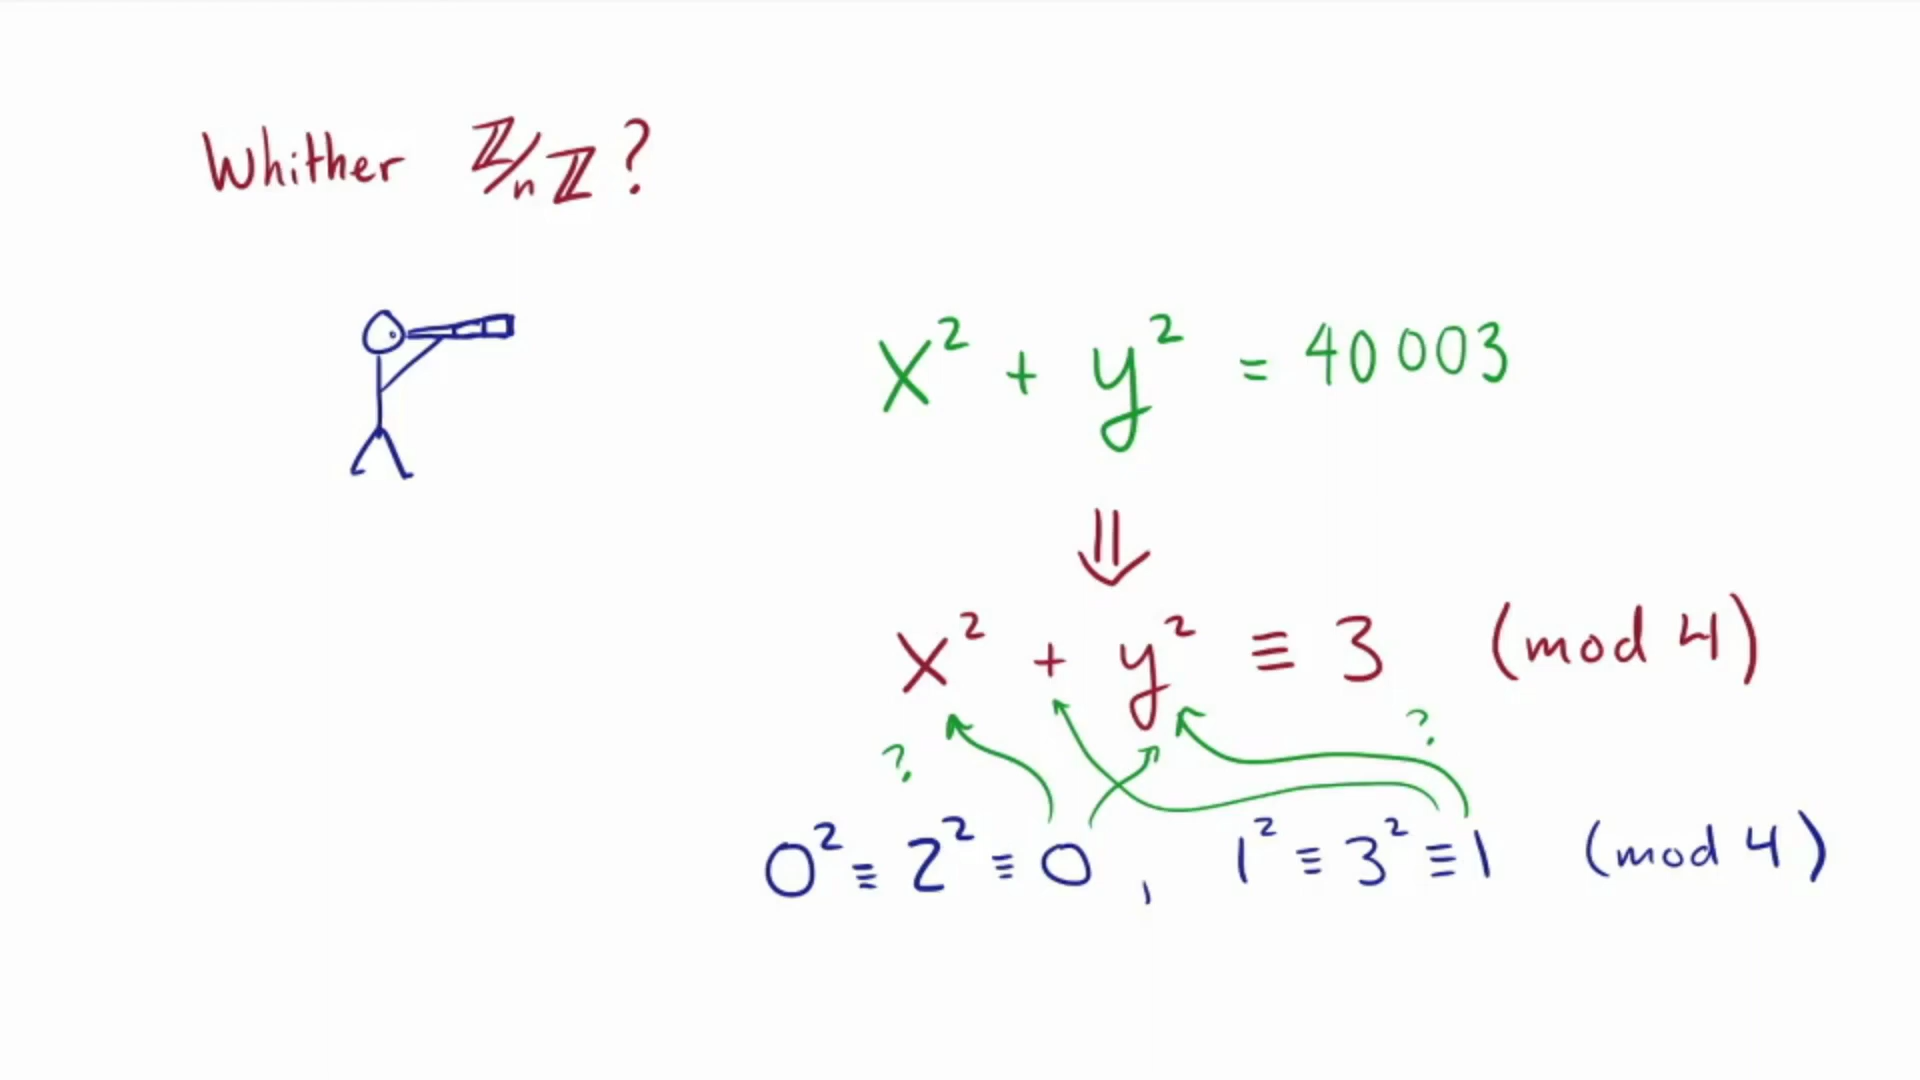 Whither ℤ/nℤ?
x² + y² = 40003
⇓
x² + y² ≡ 3 (mod 4)
? ?
0² ≡ 2² ≡ 0 , 1² ≡ 3² ≡ 1 (mod 4)